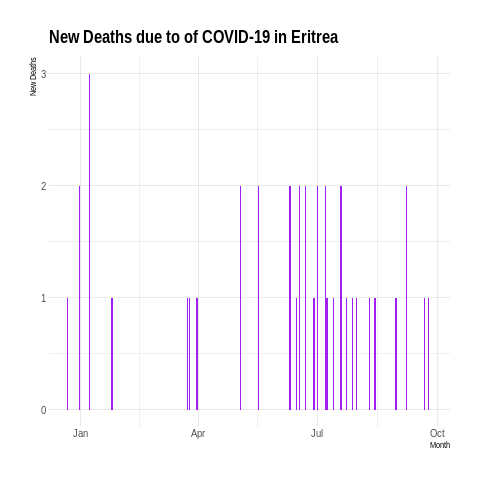 New Deaths due to of COVID-19 in Eritrea
New Deaths
3
2
1
0
Jan Apr Jul Oct
Month